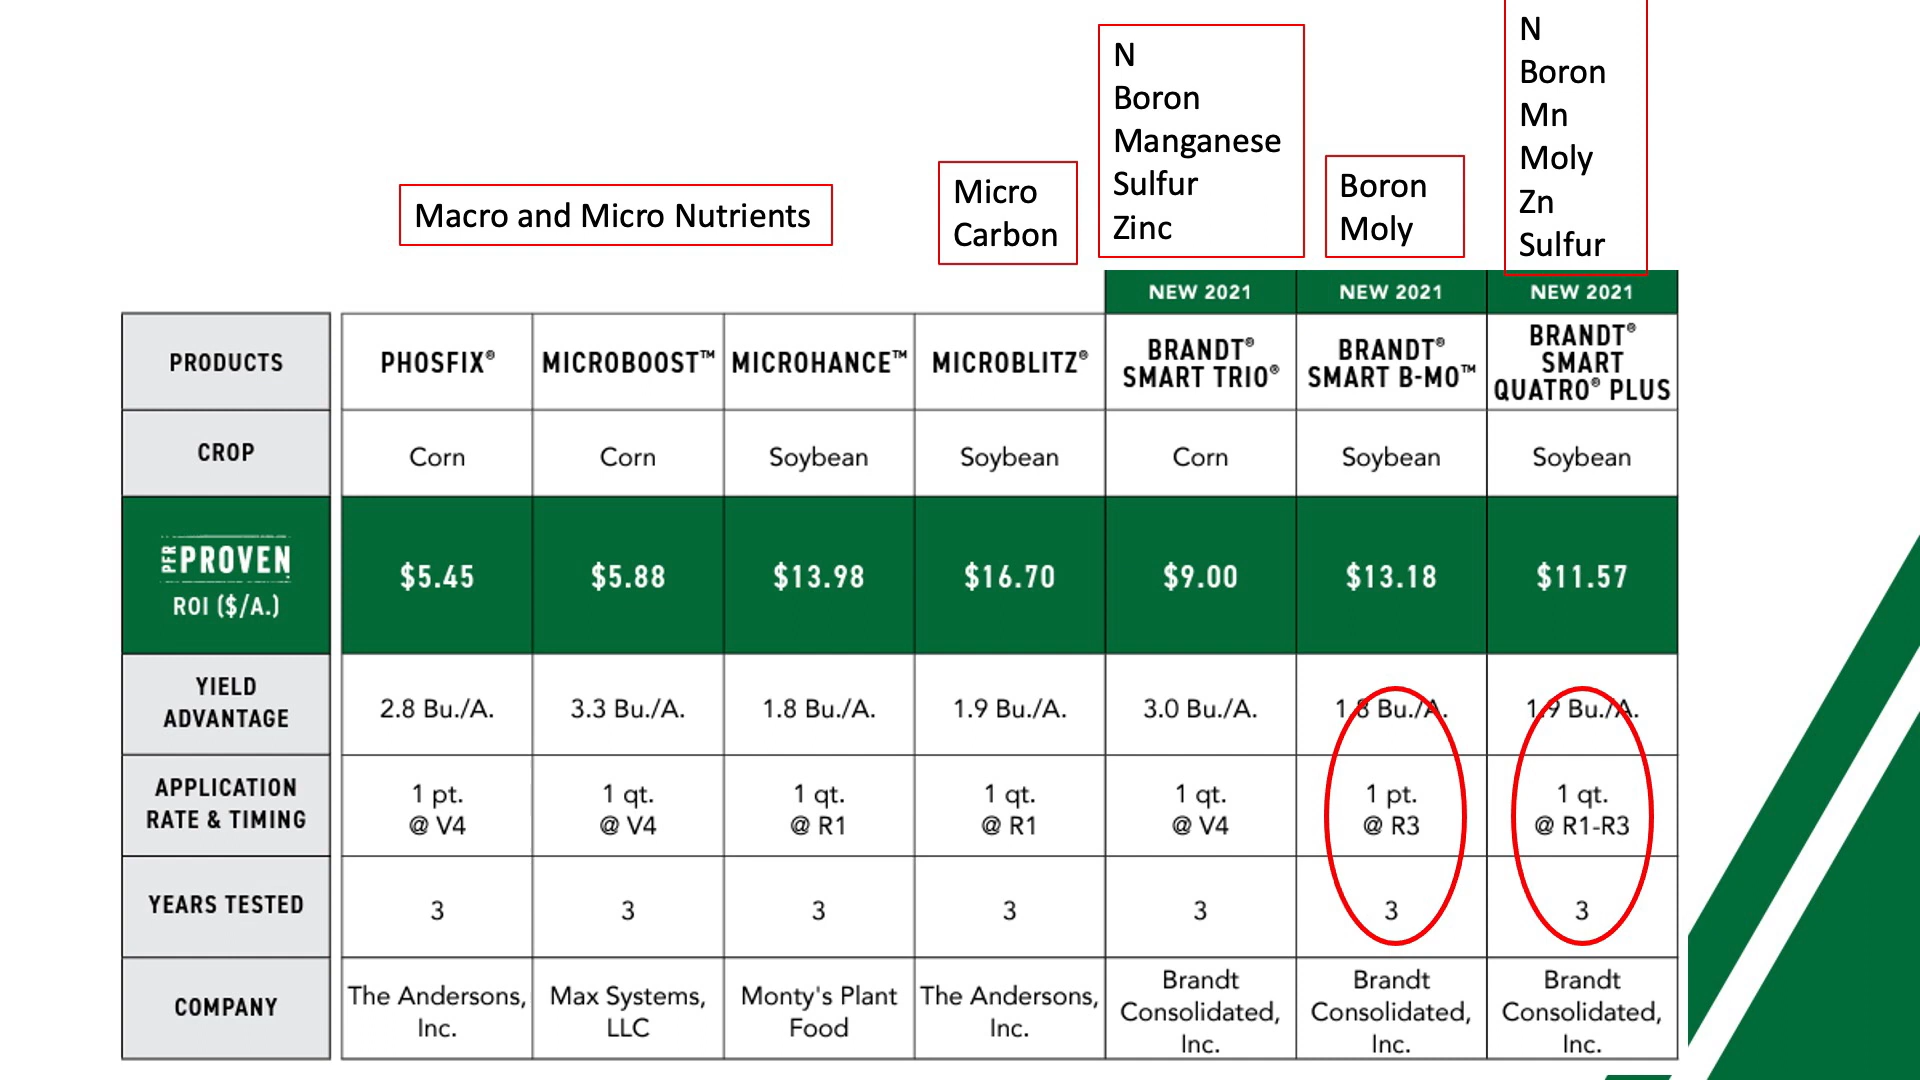 N
Boron
Manganese
Sulfur
Zinc
N
Boron
Mn
Moly
Zn
Sulfur
Macro and Micro Nutrients
Micro
Carbon
Boron
Moly
NEW 2021
NEW 2021
NEW 2021
PRODUCTS
PHOSFIX®
MICROBOOST™
MICROHANCE™
MICROBLITZ®
BRANDT®
SMART TRIO®
BRANDT®
SMART B-MO™
BRANDT®
SMART
QUATRO® PLUS
CROP
Corn
Corn
Soybean
Soybean
Corn
Soybean
Soybean
PFR PROVEN
ROI ($/A.)
$5.45
$5.88
$13.98
$16.70
$9.00
$13.18
$11.57
YIELD
ADVANTAGE
2.8 Bu./A.
3.3 Bu./A.
1.8 Bu./A.
1.9 Bu./A.
3.0 Bu./A.
1.8 Bu./A.
1.9 Bu./A.
APPLICATION
RATE & TIMING
1 pt.
@ V4
1 qt.
@ V4
1 qt.
@ R1
1 qt.
@ R1
1 qt.
@ V4
1 pt.
@ R3
1 qt.
@ R1-R3
YEARS TESTED
3
3
3
3
3
3
3
COMPANY
The Andersons,
Inc.
Max Systems,
LLC
Monty's Plant
Food
The Andersons,
Inc.
Brandt
Consolidated,
Inc.
Brandt
Consolidated,
Inc.
Brandt
Consolidated,
Inc.